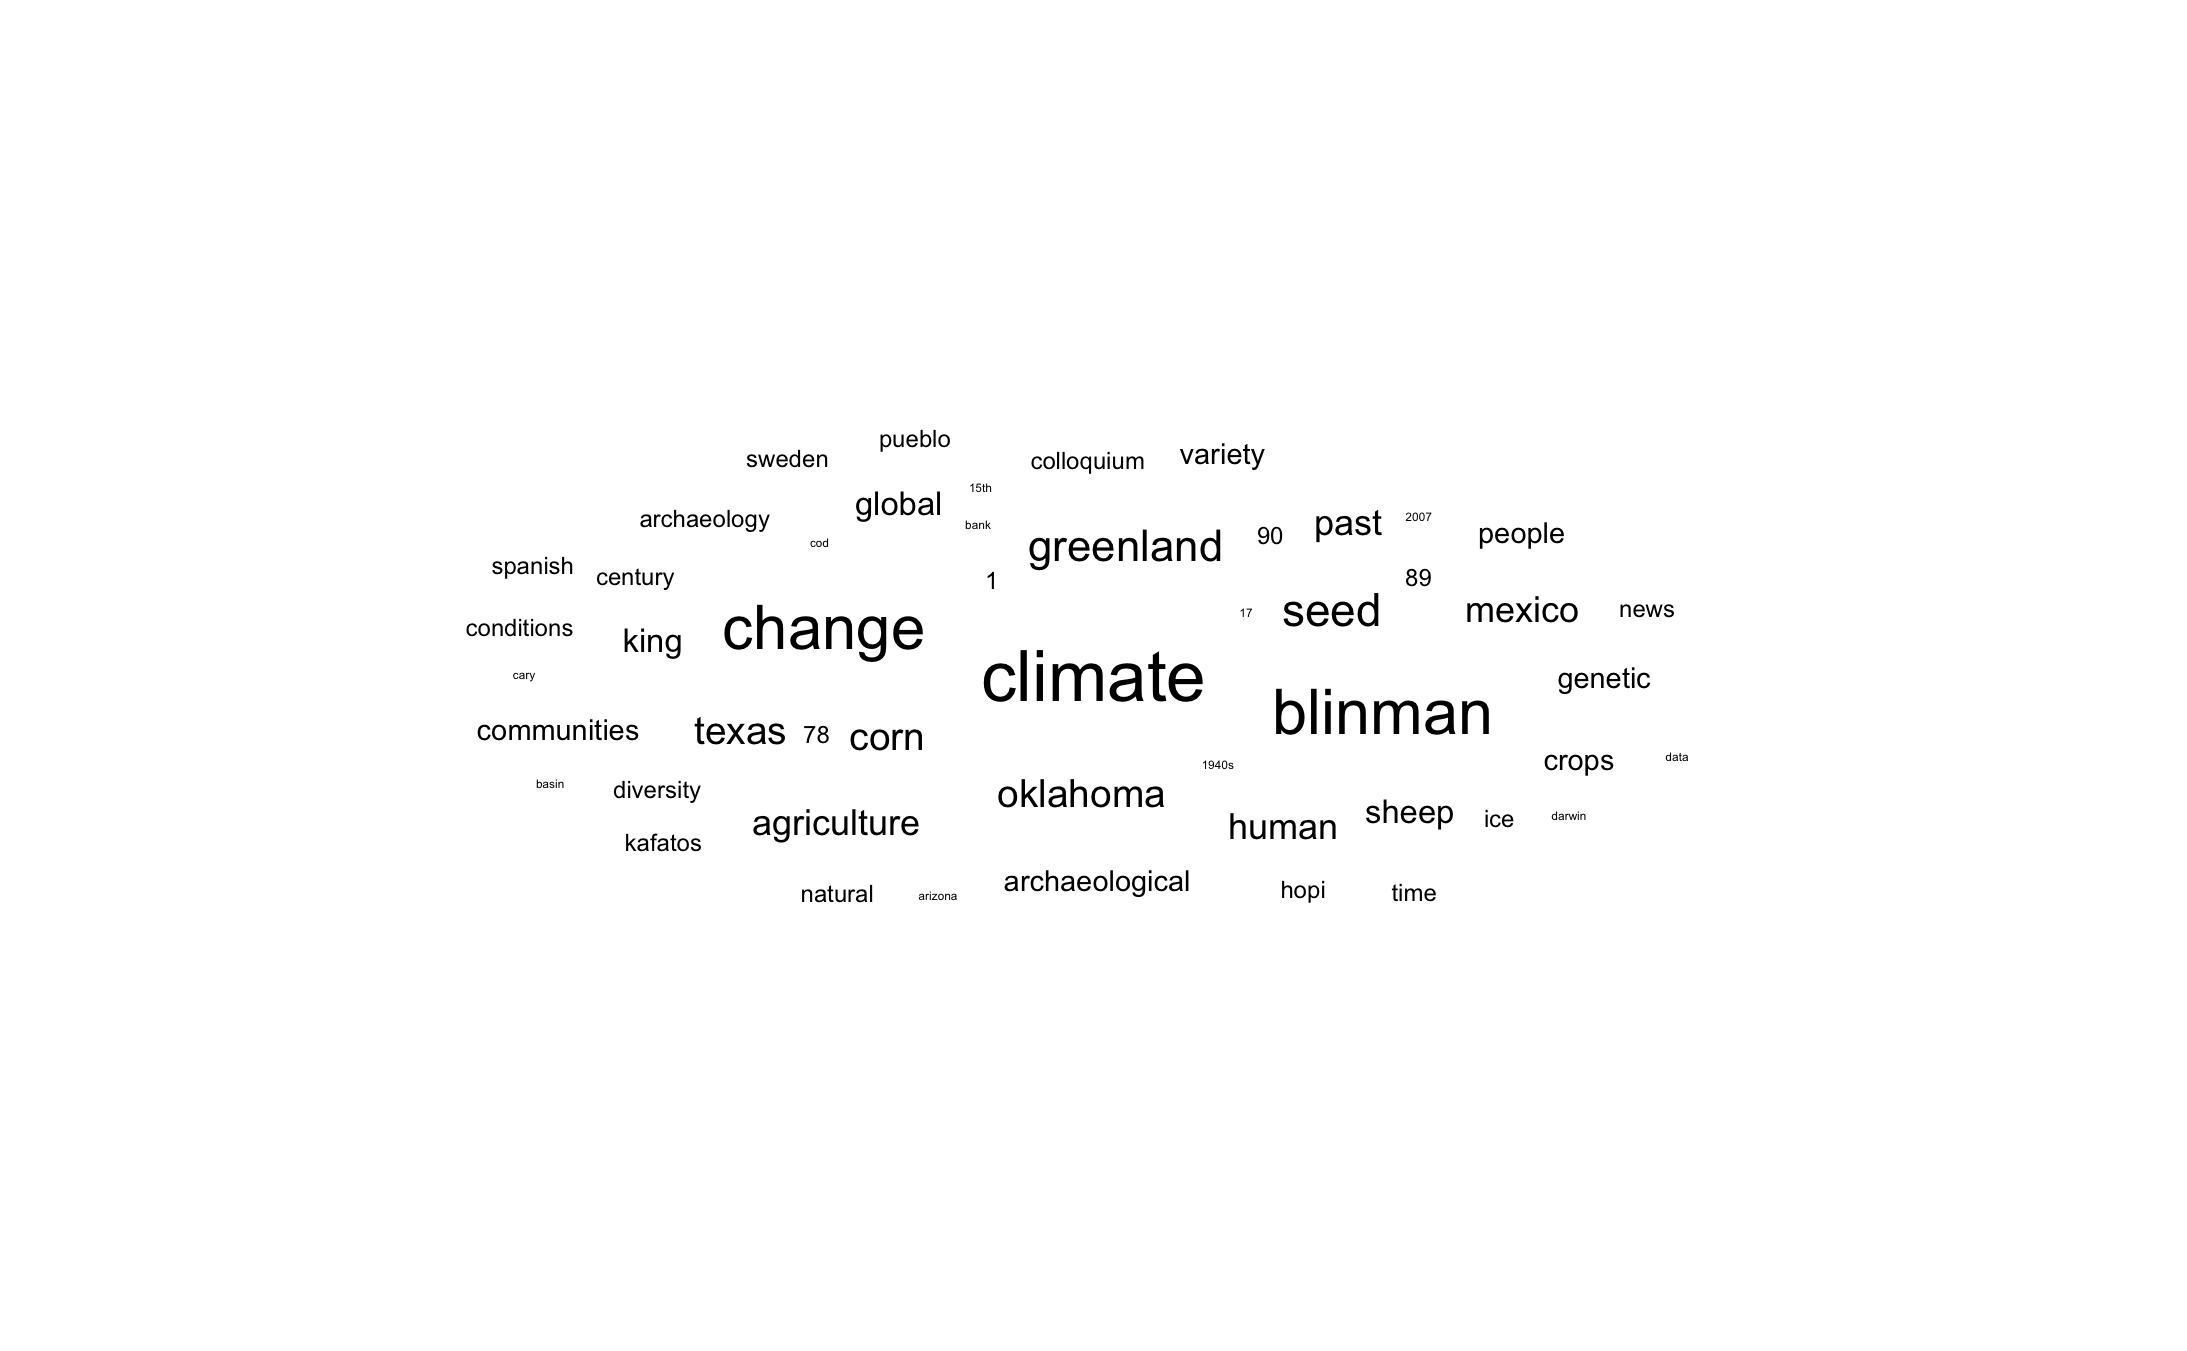 pueblo
sweden colloquium variety
15th
global
archaeology bank past 2007
cod greenland 90 people
spanish century 1 89
change 17 seed mexico news
conditions king
cary climate genetic
blinman
communities texas 78 corn
1940s crops data
basin diversity oklahoma
agriculture human sheep ice darwin
kafatos
archaeological
natural arizona hopi time